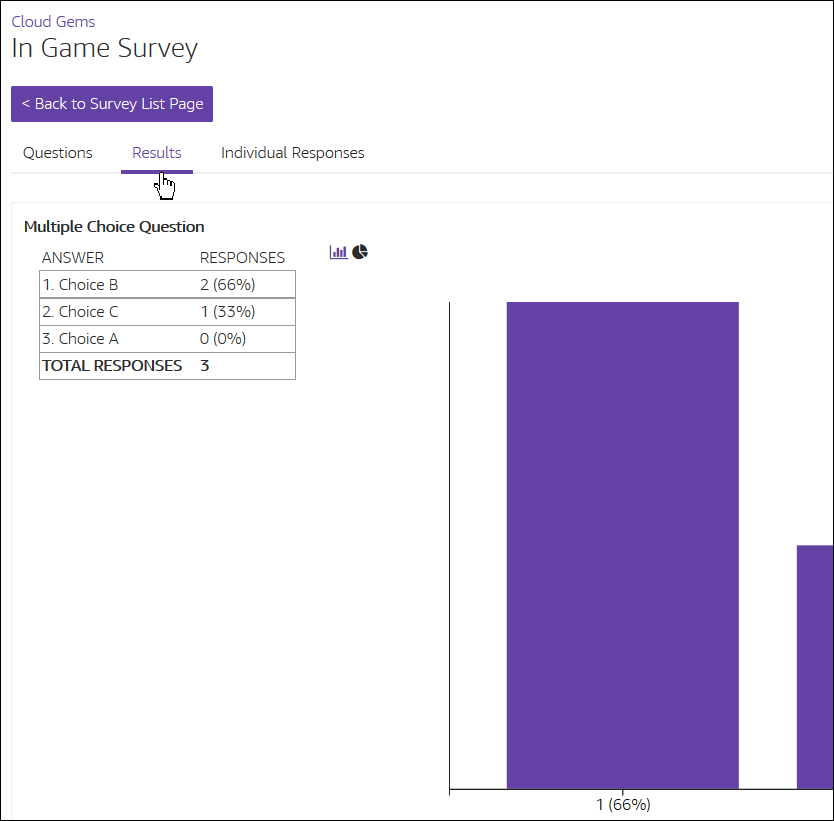 Cloud Gems
In Game Survey
< Back to Survey List Page
Questions Results Individual Responses
Multiple Choice Question
ANSWER RESPONSES
1. Choice B 2 (66%)
2. Choice C 1 (33%)
3. Choice A 0 (0%)
TOTAL RESPONSES 3
1 (66%)